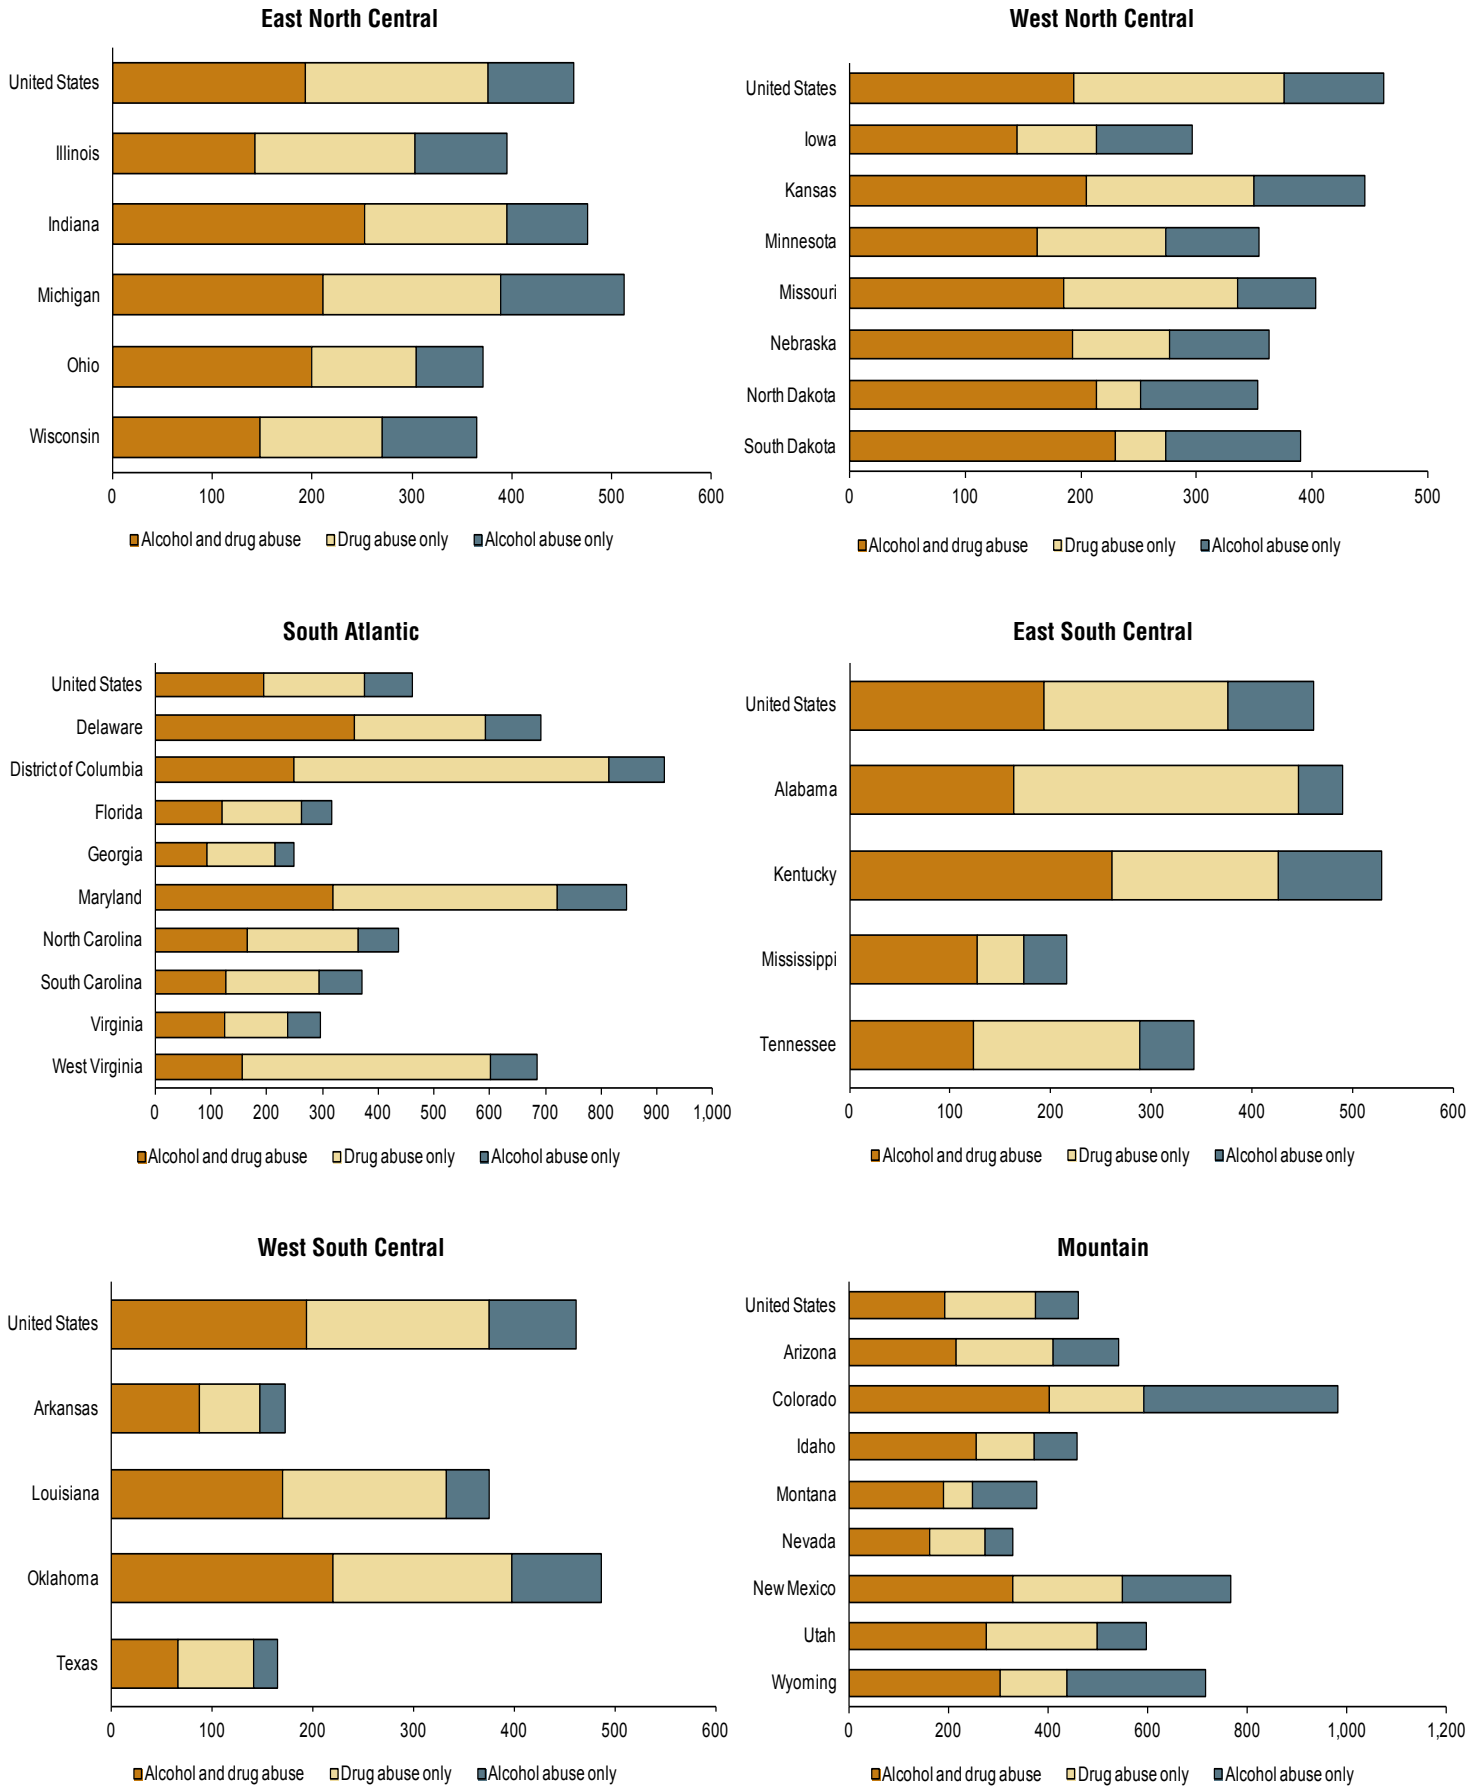 East North Central
United States
Illinois
Indiana
Michigan
Ohio
Wisconsin
0 100 200 300 400 500 600
Alcohol and drug abuse Drug abuse only Alcohol abuse only
West North Central
United States
Iowa
Kansas
Minnesota
Missouri
Nebraska
North Dakota
South Dakota
0 100 200 300 400 500
Alcohol and drug abuse Drug abuse only Alcohol abuse only
South Atlantic
United States
Delaware
District of Columbia
Florida
Georgia
Maryland
North Carolina
South Carolina
Virginia
West Virginia
0 100 200 300 400 500 600 700 800 900 1,000
Alcohol and drug abuse Drug abuse only Alcohol abuse only
East South Central
United States
Alabama
Kentucky
Mississippi
Tennessee
0 100 200 300 400 500 600
Alcohol and drug abuse Drug abuse only Alcohol abuse only
West South Central
United States
Arkansas
Louisiana
Oklahoma
Texas
0 100 200 300 400 500 600
Alcohol and drug abuse Drug abuse only Alcohol abuse only
Mountain
United States
Arizona
Colorado
Idaho
Montana
Nevada
New Mexico
Utah
Wyoming
0 200 400 600 800 1,000 1,200
Alcohol and drug abuse Drug abuse only Alcohol abuse only